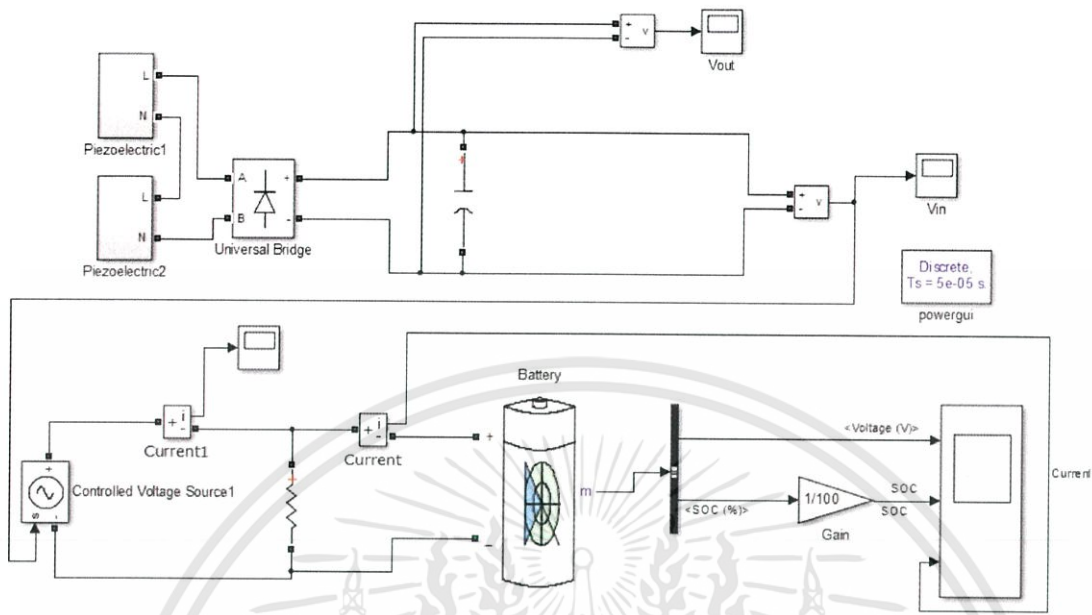 +
-
v
Vout
L
N
Piezoelectric1
L
N
Piezoelectric2
A
B
+
-
Universal Bridge
+
+
-
v
Vin
Discrete,
Ts = 5e-05 s.
powergui
Battery
+
i
-
Current1
+
i
-
Current
+
m
-
s
+
-
Controlled Voltage Source1
+
<Voltage (V)>
<SOC (%)>
1/100
Gain
SOC
SOC
Current